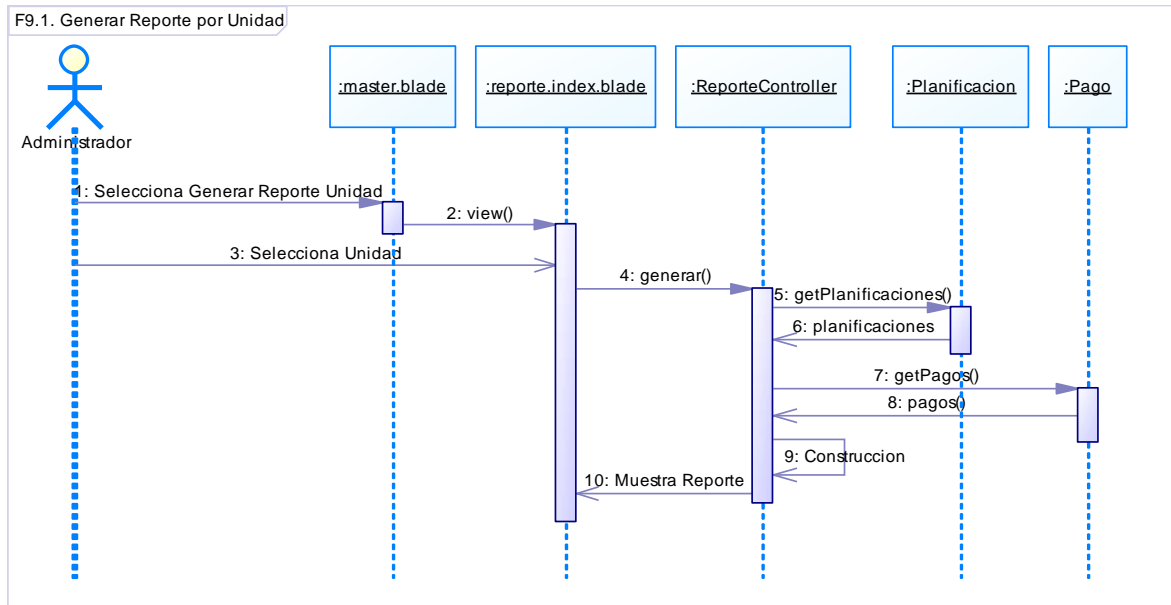 F9.1. Generar Reporte por Unidad
Administrador
:master.blade
:reporte.index.blade
:ReporteController
:Planificacion
:Pago
1: Selecciona Generar Reporte Unidad
2: view()
3: Selecciona Unidad
4: generar()
5: getPlanificaciones()
6: planificaciones
7: getPagos()
8: pagos()
9: Construccion
10: Muestra Reporte